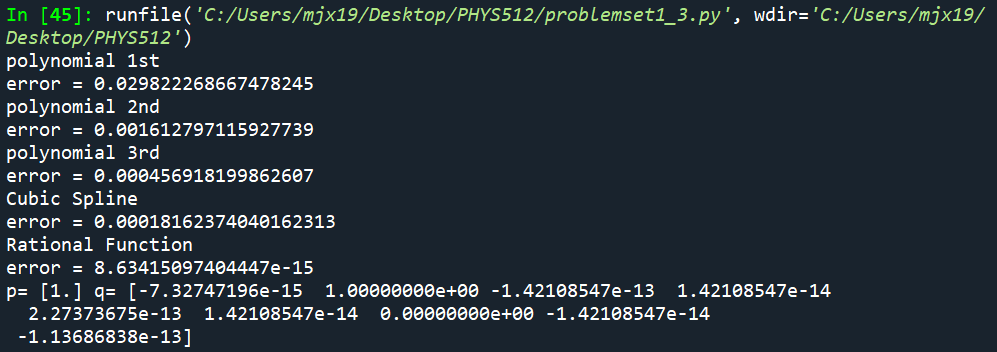 In [45]: runfile('C:/Users/mjx19/Desktop/PHYS512/problemset1_3.py', wdir='C:/Users/mjx19/
Desktop/PHYS512')
polynomial 1st
error = 0.029822268667478245
polynomial 2nd
error = 0.001612797115927739
polynomial 3rd
error = 0.000456918199862607
Cubic Spline
error = 0.00018162374040162313
Rational Function
error = 8.63415097404447e-15
p= [1.] q= [-7.32747196e-15  1.00000000e+00 -1.42108547e-13  1.42108547e-14
  2.27373675e-13  1.42108547e-14  0.00000000e+00 -1.42108547e-14
 -1.13686838e-13]